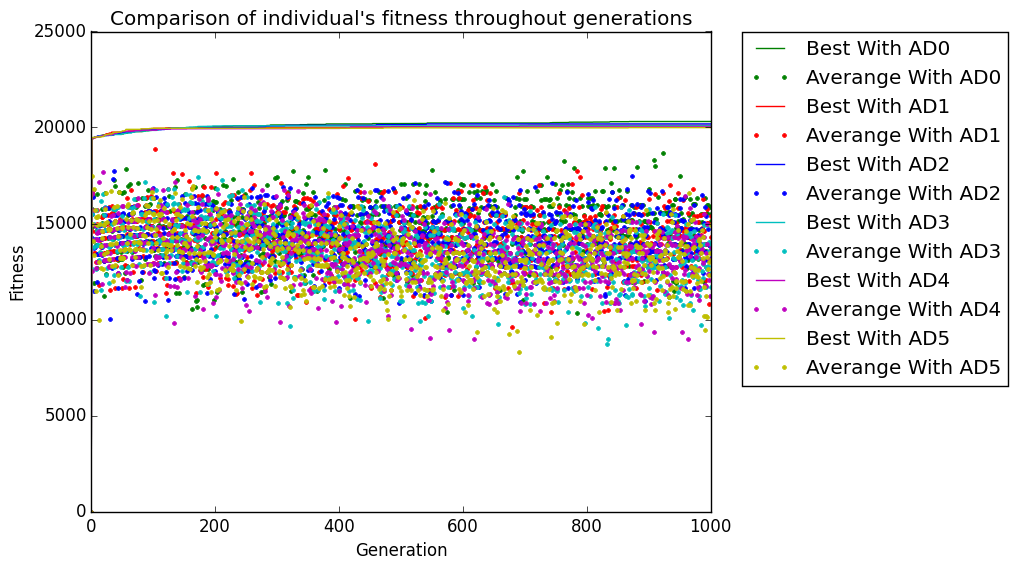 Comparison of individual's fitness throughout generations
25000
20000
15000
10000
5000
0
Fitness
0 200 400 600 800 1000
Generation
Best With AD0
Averange With AD0
Best With AD1
Averange With AD1
Best With AD2
Averange With AD2
Best With AD3
Averange With AD3
Best With AD4
Averange With AD4
Best With AD5
Averange With AD5